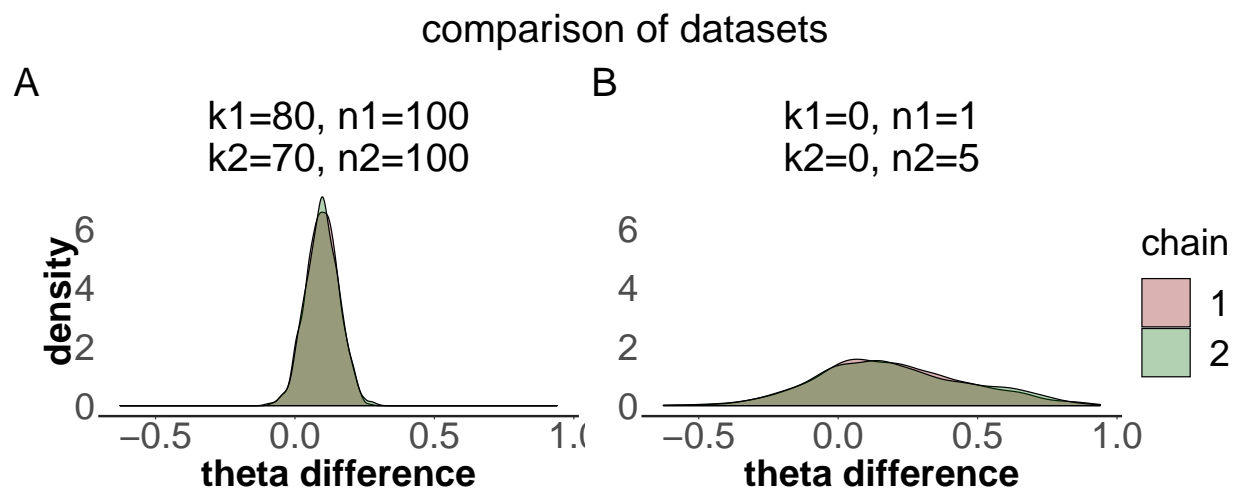 comparison of datasets
A
k1=80, n1=100
k2=70, n2=100
density
6
4
2
0
−0.5 0.0 0.5 1.0
theta difference
B
k1=0, n1=1
k2=0, n2=5
6
4
2
0
−0.5 0.0 0.5 1.0
theta difference
chain
1
2